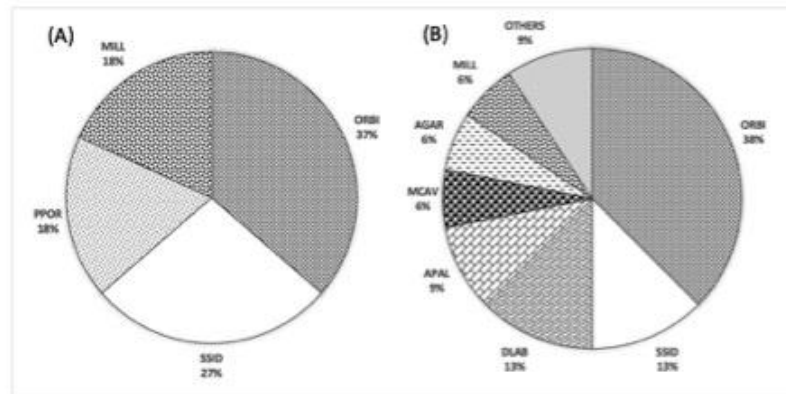 (A)
MILL
18%
ORBI
37%
PPOR
18%
SSID
27%
(B)
OTHERS
9%
MILL
6%
AGAR
6%
MCAV
6%
APAL
9%
DLAB
13%
SSID
13%
ORBI
38%